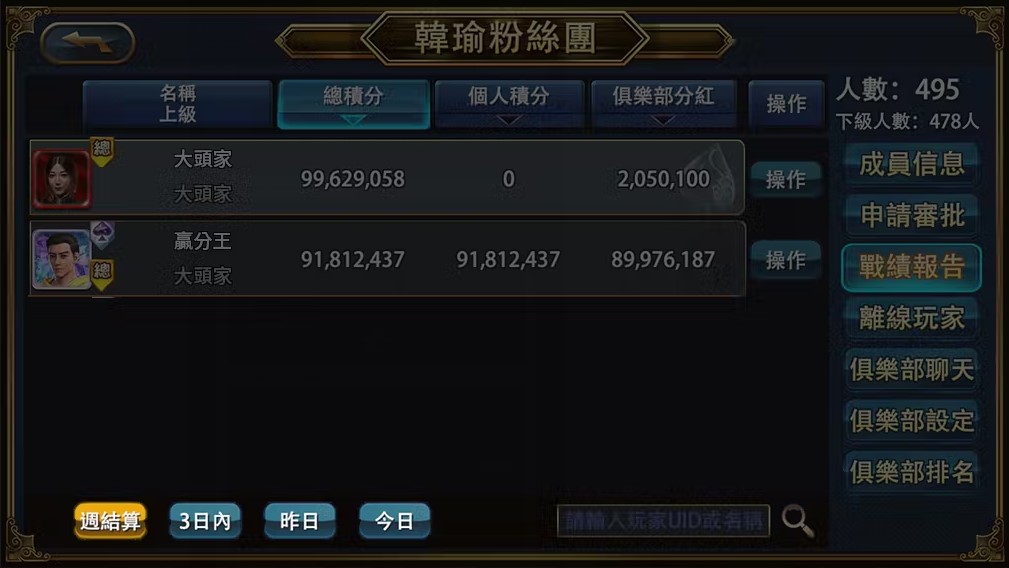 韓瑜粉絲團
名稱
上級
總積分
個人積分
俱樂部分紅
操作
人數：495
下級人數：478人
總
大頭家
大頭家
99,629,058
0
2,050,100
操作
贏分王
總
大頭家
91,812,437
91,812,437
89,976,187
操作
成員信息
申請審批
戰績報告
離線玩家
俱樂部聊天
俱樂部設定
俱樂部排名
週結算
3日內
昨日
今日
請輸入玩家UID或名稱